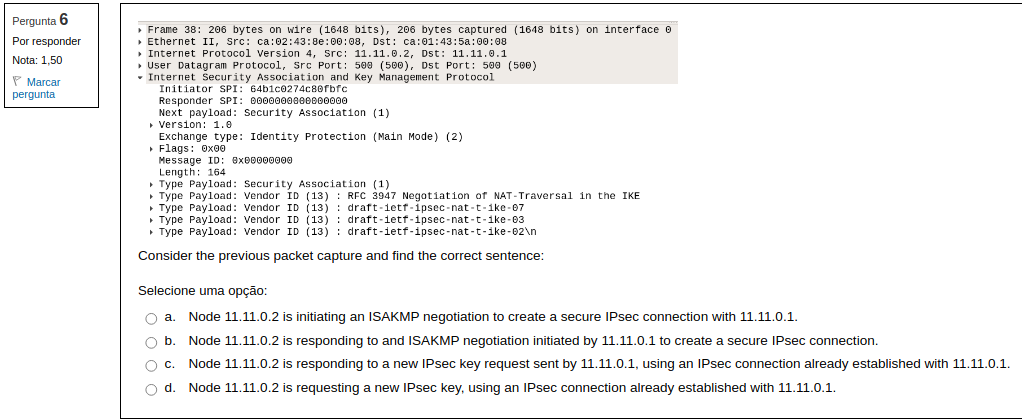 Pergunta 6
Por responder
Nota: 1,50
Marcar
pergunta
Frame 38: 206 bytes on wire (1648 bits), 206 bytes captured (1648 bits) on interface 0
Ethernet II, Src: ca:02:43:8e:00:08, Dst: ca:01:43:5a:00:08
Internet Protocol Version 4, Src: 11.11.0.2, Dst: 11.11.0.1
User Datagram Protocol, Src Port: 500 (500), Dst Port: 500 (500)
Internet Security Association and Key Management Protocol
Initiator SPI: 64b1c0274c80fbfc
Responder SPI: 0000000000000000
Next payload: Security Association (1)
Version: 1.0
Exchange type: Identity Protection (Main Mode) (2)
Flags: 0x00
Message ID: 0x00000000
Length: 164
Type Payload: Security Association (1)
Type Payload: Vendor ID (13) : RFC 3947 Negotiation of NAT-Traversal in the IKE
Type Payload: Vendor ID (13) : draft-ietf-ipsec-nat-t-ike-07
Type Payload: Vendor ID (13) : draft-ietf-ipsec-nat-t-ike-03
Type Payload: Vendor ID (13) : draft-ietf-ipsec-nat-t-ike-02\n
Consider the previous packet capture and find the correct sentence:
Selecione uma opção:
a. Node 11.11.0.2 is initiating an ISAKMP negotiation to create a secure IPsec connection with 11.11.0.1.
b. Node 11.11.0.2 is responding to and ISAKMP negotiation initiated by 11.11.0.1 to create a secure IPsec connection.
c. Node 11.11.0.2 is responding to a new IPsec key request sent by 11.11.0.1, using an IPsec connection already established with 11.11.0.1.
d. Node 11.11.0.2 is requesting a new IPsec key, using an IPsec connection already established with 11.11.0.1.